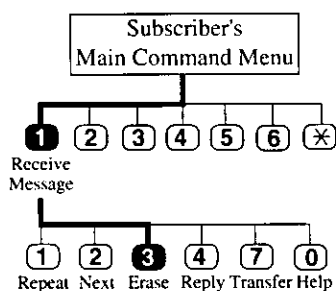 Subscriber's
Main Command Menu
1 2 3 4 5 6 *
Receive
Message
1 2 3 4 7 0
Repeat Next Erase Reply Transfer Help